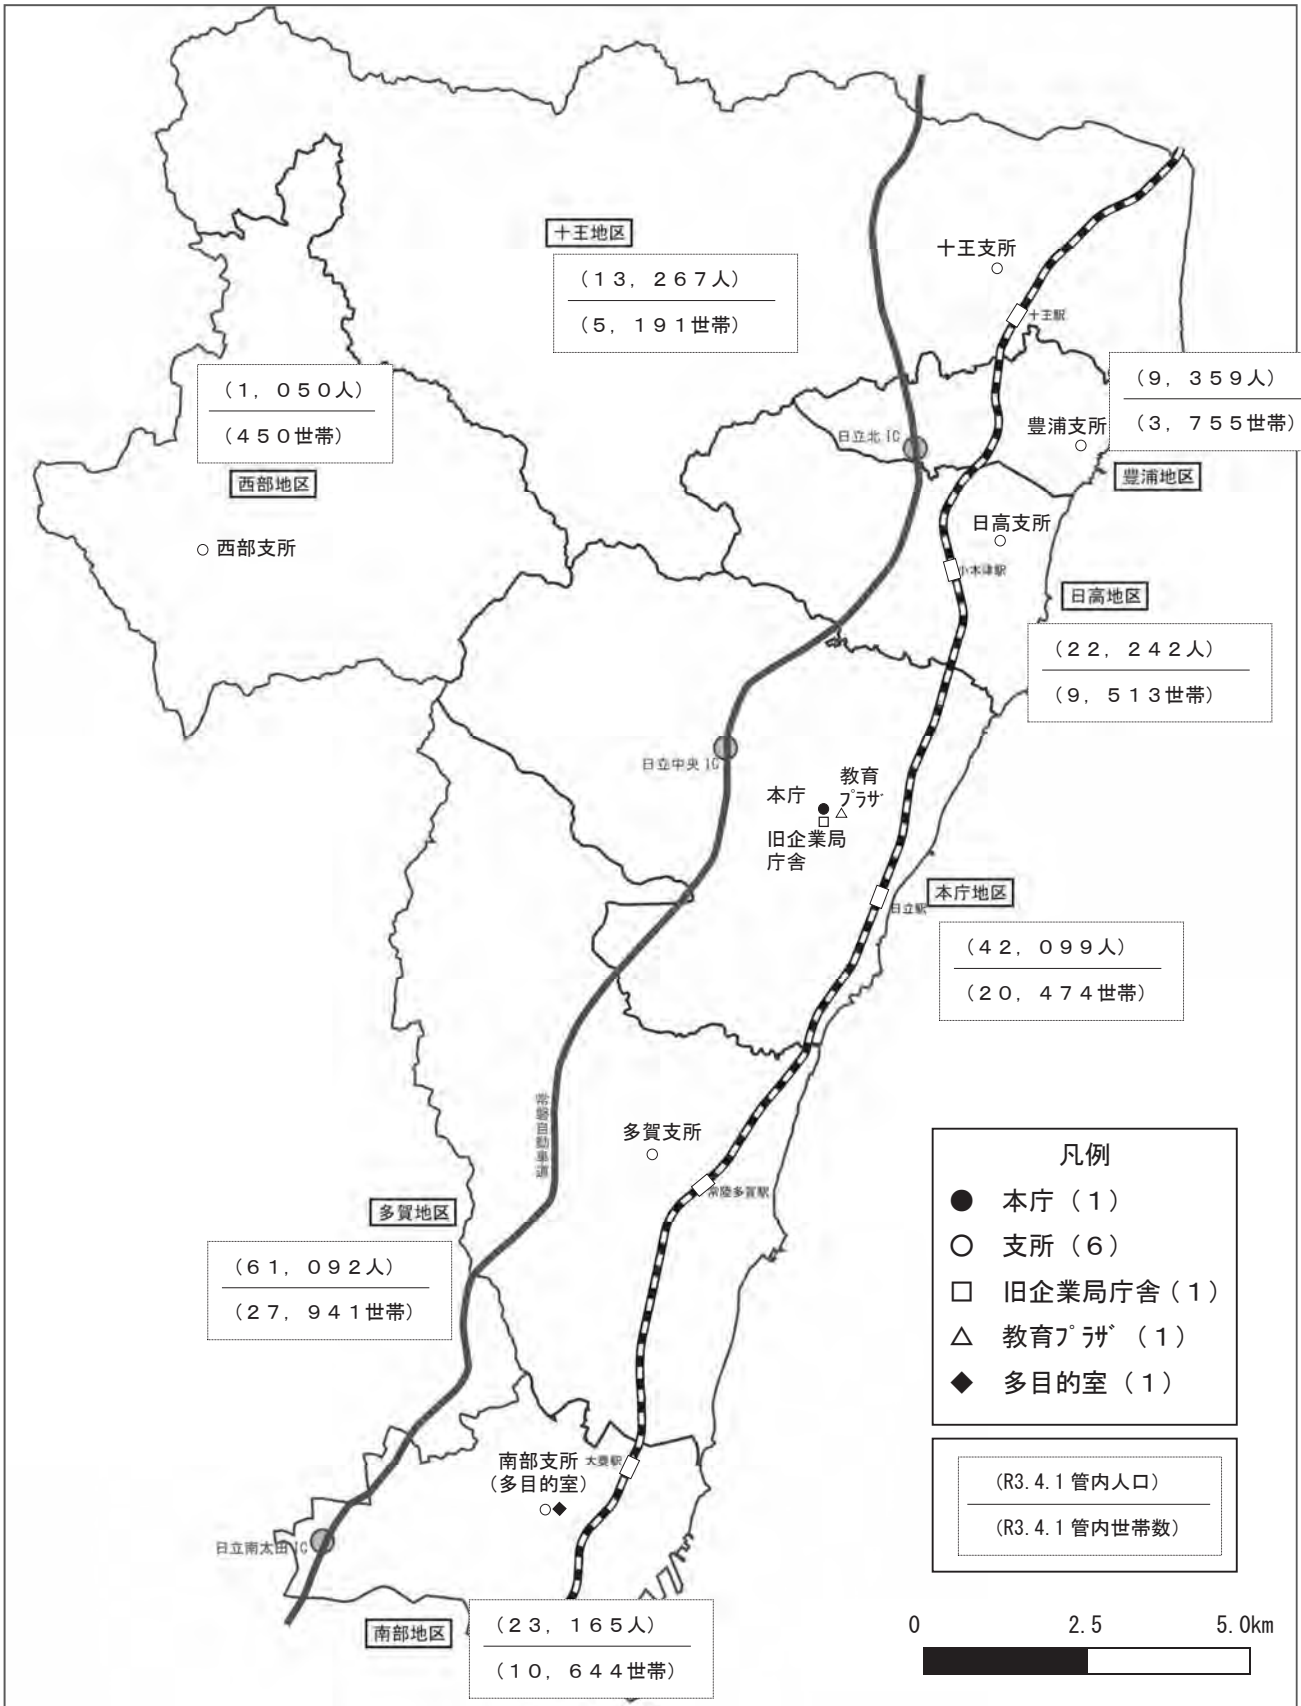 十王地区
（１３，２６７人）
（５，１９１世帯）
十王支所
十王駅
（１，０５０人）
（４５０世帯）
西部地区
西部支所
（９，３５９人）
（３，７５５世帯）
豊浦支所
豊浦地区
日立北IC
日高支所
小木津駅
日高地区
（２２，２４２人）
（９，５１３世帯）
日立中央IC
教育
ﾌﾟﾗｻﾞ
本庁
旧企業局
庁舎
本庁地区
日立駅
（４２，０９９人）
（２０，４７４世帯）
常磐自動車道
多賀支所
常陸多賀駅
多賀地区
（６１，０９２人）
（２７，９４１世帯）
凡例
本庁（１）
支所（６）
旧企業局庁舎（１）
教育ﾌﾟﾗｻﾞ（１）
多目的室（１）
(R3.4.1 管内人口)
(R3.4.1 管内世帯数)
南部支所
（多目的室）
大甕駅
日立南太田IC
南部地区
（２３，１６５人）
（１０，６４４世帯）
0 2.5 5.0km